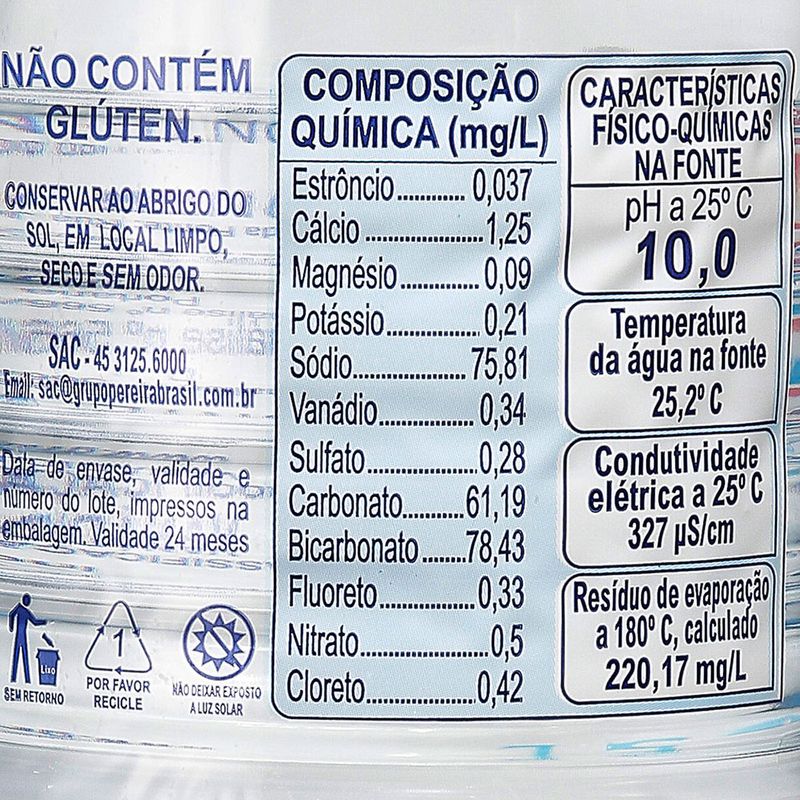 NÃO CONTÉM
GLÚTEN.
CONSERVAR AO ABRIGO DO
SOL, EM LOCAL LIMPO,
SECO E SEM ODOR.
SAC - 45 3125.6000
Email: sac@grupopereirabrasil.com.br
Data de envase, validade e
número do lote, impressos na
embalagem. Validade 24 meses
Lixo
SEM RETORNO
1
POR FAVOR
RECICLE
NÃO DEIXAR EXPOSTO
A LUZ SOLAR
COMPOSIÇÃO
QUÍMICA (mg/L)
Estrôncio............. 0,037
Cálcio ......................1,25
Magnésio...............0,09
Potássio.................0,21
Sódio.....................75,81
Vanádio..................0,34
Sulfato....................0,28
Carbonato..........61,19
Bicarbonato.......78,43
Fluoreto.................0,33
Nitrato......................0,5
Cloreto....................0,42
CARACTERÍSTICAS
FÍSICO-QUÍMICAS
NA FONTE
pH a 25º C
10,0
Temperatura
da água na fonte
25,2º C
Condutividade
elétrica a 25º C
327 µS/cm
Resíduo de evaporação
a 180º C, calculado
220,17 mg/L